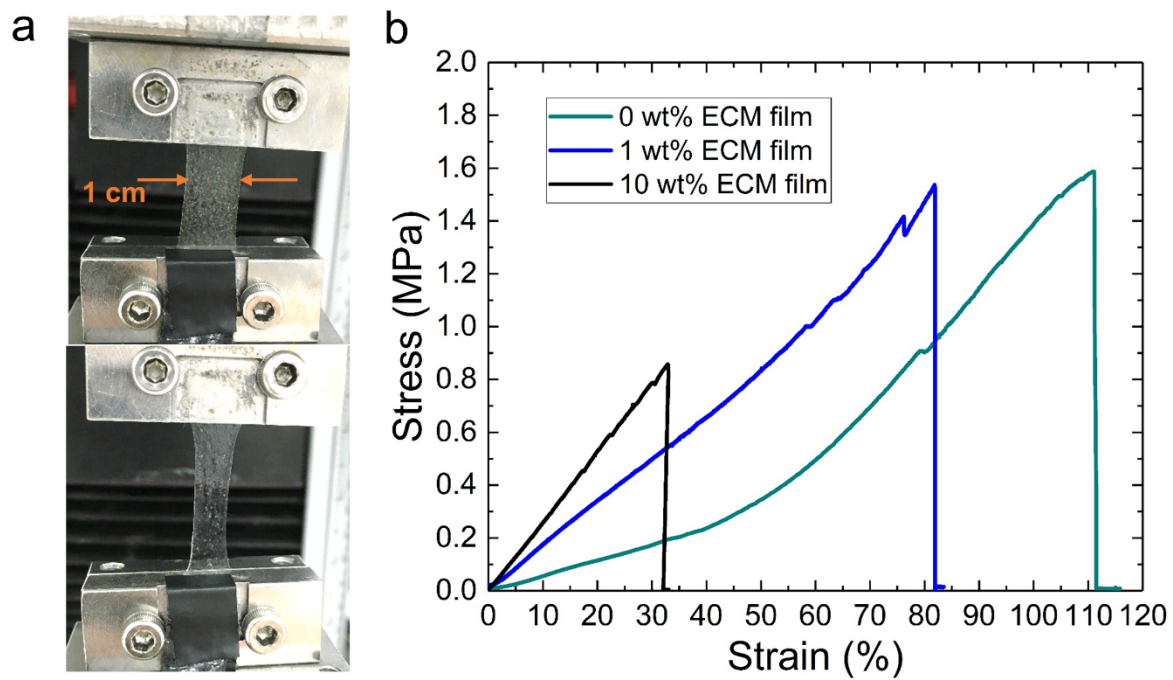 a
1 cm
b
2.0
1.8
1.6
1.4
1.2
1.0
0.8
0.6
0.4
0.2
0.0
Stress (MPa)
0 wt% ECM film
1 wt% ECM film
10 wt% ECM film
0 10 20 30 40 50 60 70 80 90 100 110 120
Strain (%)